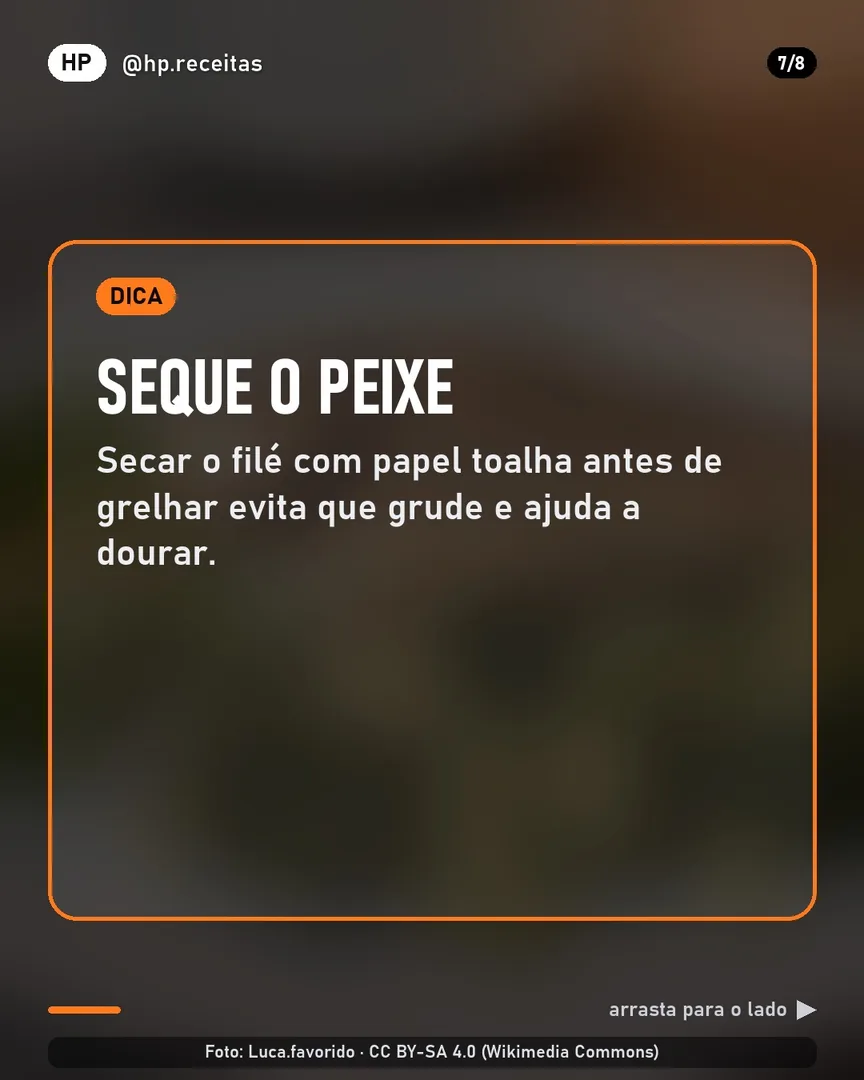 HP @hp.receitas
7/8
DICA
SEQUE O PEIXE
Secar o filé com papel toalha antes de
grelhar evita que grude e ajuda a
dourar.
arrasta para o lado ▶
Foto: Luca.favorido · CC BY-SA 4.0 (Wikimedia Commons)